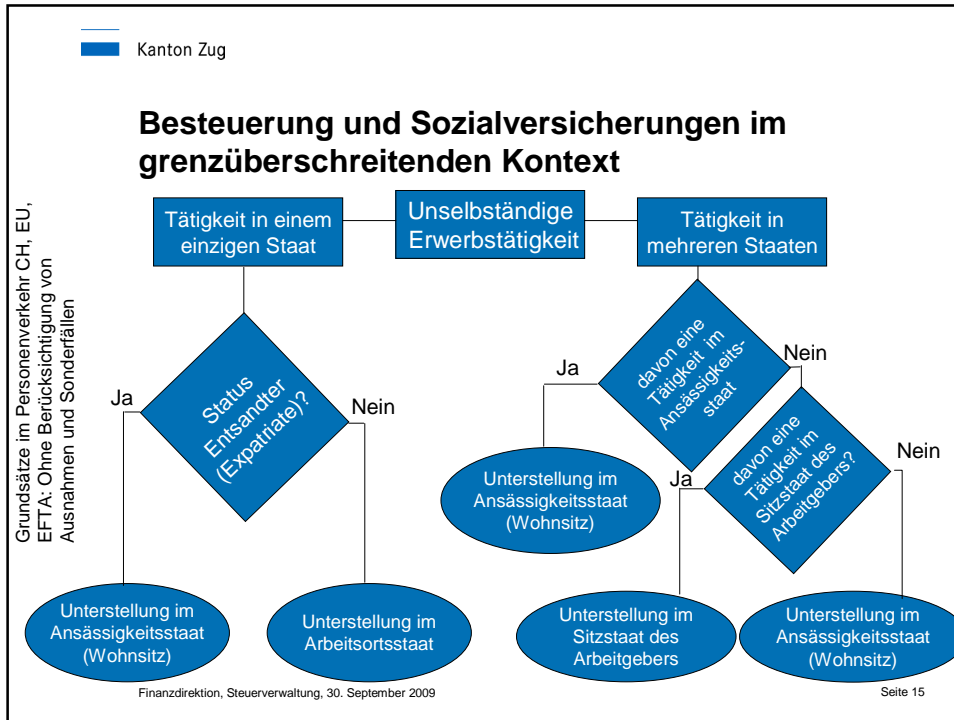 Kanton Zug
Besteuerung und Sozialversicherungen im
grenzüberschreitenden Kontext
Grundsätze im Personenverkehr CH, EU,
EFTA: Ohne Berücksichtigung von
Ausnahmen und Sonderfällen
Unselbständige
Erwerbstätigkeit
Tätigkeit in einem
einzigen Staat
Tätigkeit in
mehreren Staaten
Status
Entsandter
(Expatriate)?
Ja
Nein
davon eine
Tätigkeit im
Ansässigkeits-
staat
Ja
Nein
davon eine
Tätigkeit im
Sitzstaat des
Arbeitgebers?
Ja
Nein
Unterstellung im
Ansässigkeitsstaat
(Wohnsitz)
Unterstellung im
Ansässigkeitsstaat
(Wohnsitz)
Unterstellung im
Arbeitsortsstaat
Unterstellung im
Sitzstaat des
Arbeitgebers
Unterstellung im
Ansässigkeitsstaat
(Wohnsitz)
Finanzdirektion, Steuerverwaltung, 30. September 2009
Seite 15